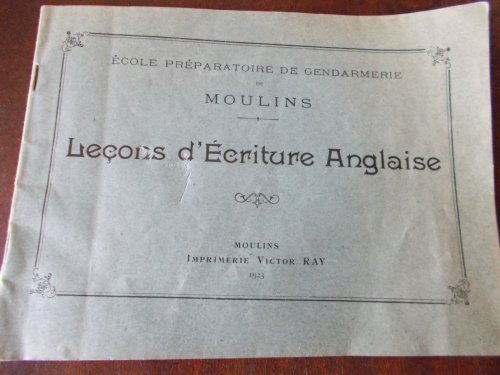 ÉCOLE PRÉPARATOIRE DE GENDARMERIE
DE
MOULINS
Leçons d'Écriture Anglaise
MOULINS
IMPRIMERIE VICTOR RAY
1923